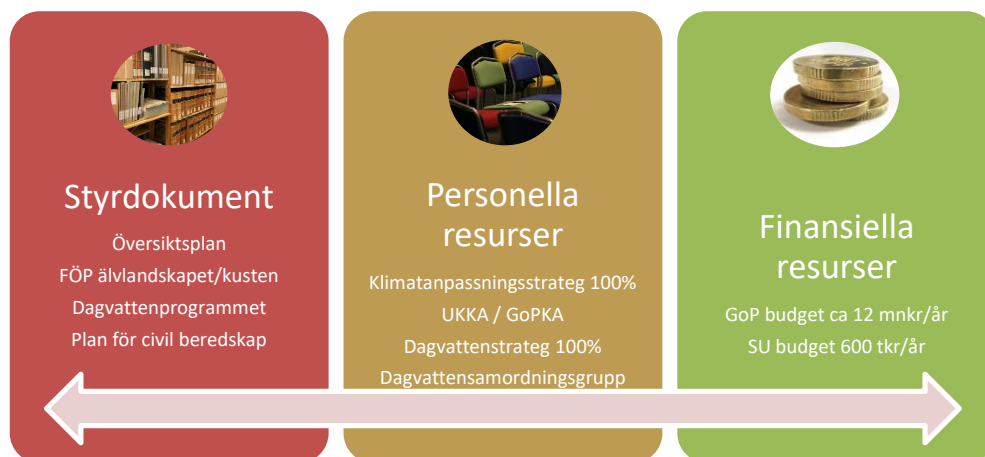 Styrdokument
Översiktsplan
FÖP älvlandskapet/kusten
Dagvattenprogrammet
Plan för civil beredskap
Personella
resurser
Klimatanpassningsstrateg 100%
UKKA / GoPKA
Dagvattenstrateg 100%
Dagvattensamordningsgrupp
Finansiella
resurser
GoP budget ca 12 mnkr/år
SU budget 600 tkr/år